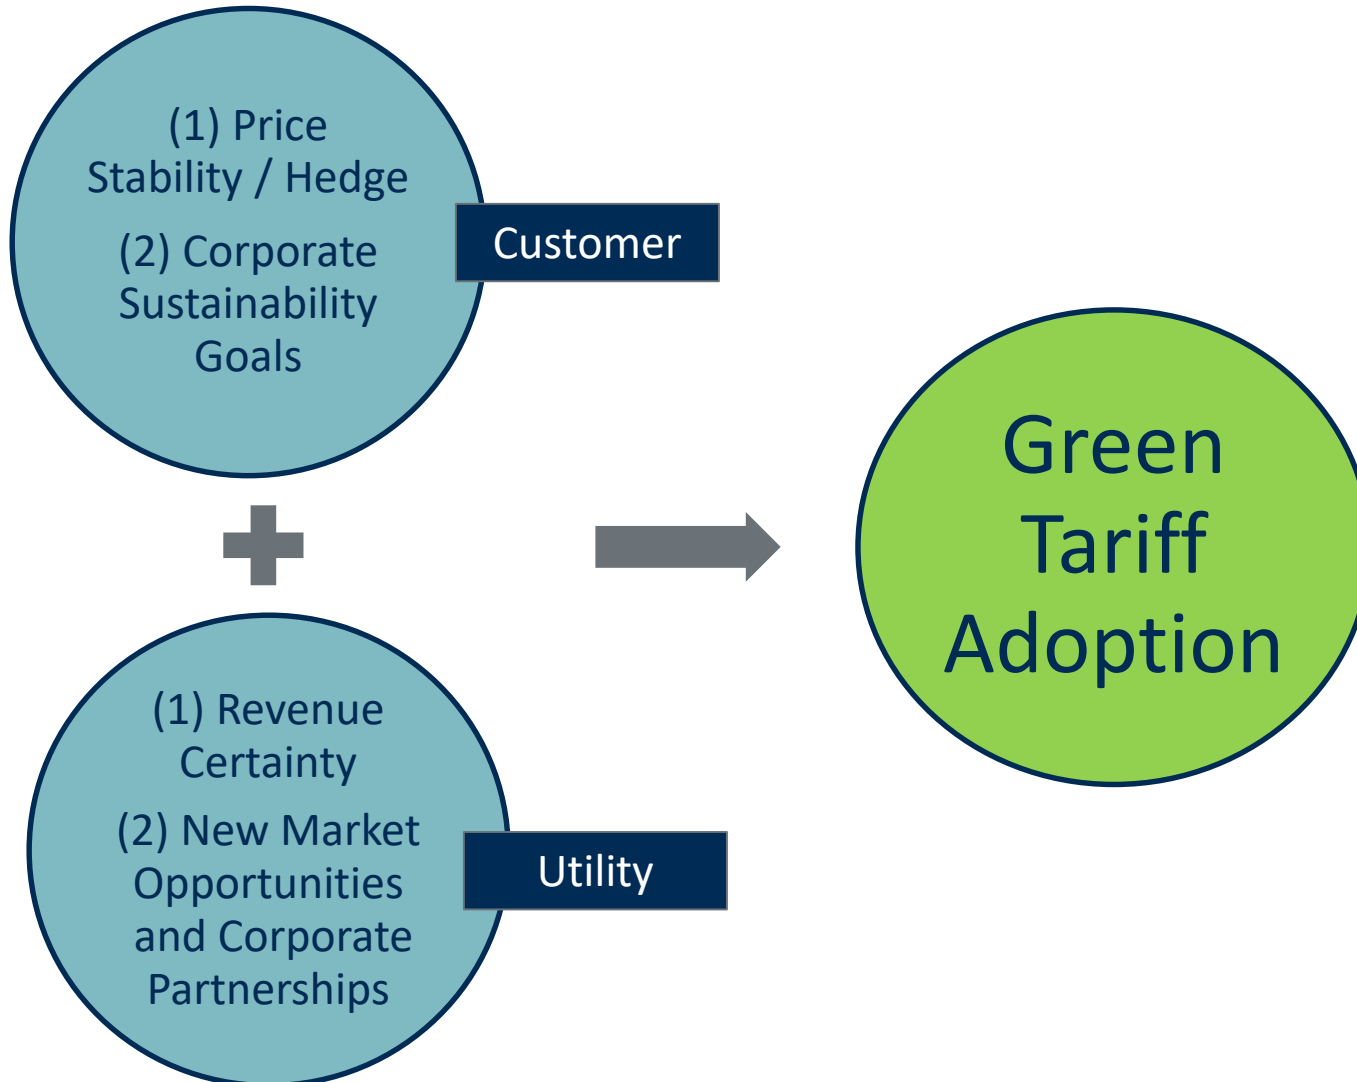 (1) Price
Stability / Hedge
(2) Corporate
Sustainability
Goals
Customer
Green
Tariff
Adoption
(1) Revenue
Certainty
(2) New Market
Opportunities
and Corporate
Partnerships
Utility